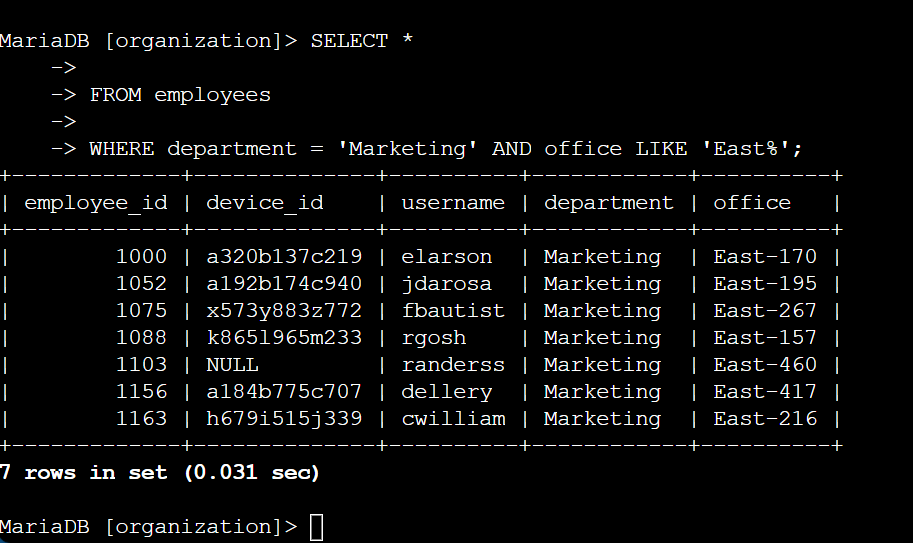 MariaDB [organization]> SELECT *
    ->
    -> FROM employees
    ->
    -> WHERE department = 'Marketing' AND office LIKE 'East%';
+-------------+--------------+----------+------------+----------+
| employee_id | device_id    | username | department | office   |
+-------------+--------------+----------+------------+----------+
|        1000 | a320b137c219 | elarson  | Marketing  | East-170 |
|        1052 | a192b174c940 | jdarosa  | Marketing  | East-195 |
|        1075 | x573y883z772 | fbautist | Marketing  | East-267 |
|        1088 | k865l965m233 | rgosh    | Marketing  | East-157 |
|        1103 | NULL         | randerss | Marketing  | East-460 |
|        1156 | a184b775c707 | dellery  | Marketing  | East-417 |
|        1163 | h679i515j339 | cwilliam | Marketing  | East-216 |
+-------------+--------------+----------+------------+----------+
7 rows in set (0.031 sec)
MariaDB [organization]>